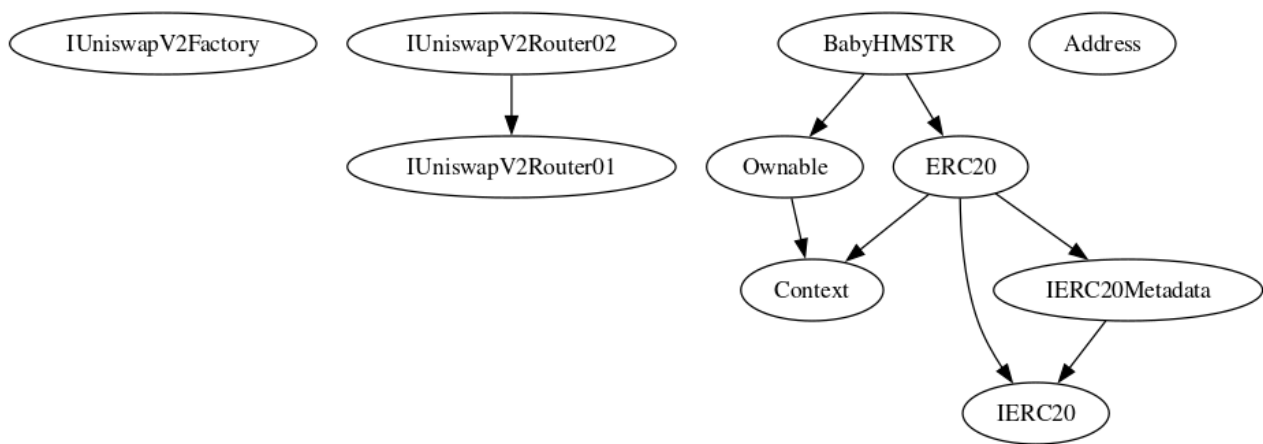 IUniswapV2Factory
IUniswapV2Router02
BabyHMSTR
Address
IUniswapV2Router01
Ownable
ERC20
Context
IERC20Metadata
IERC20